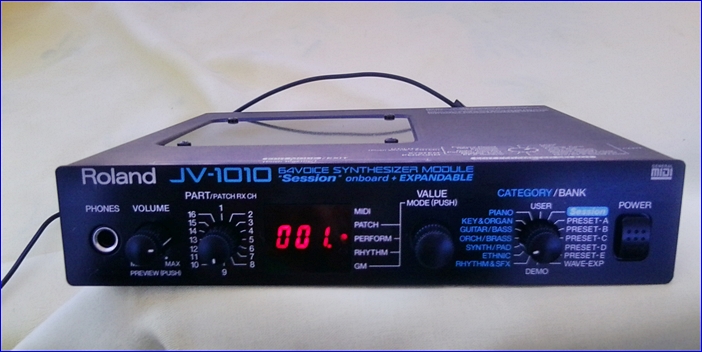 Roland JV-1010 64VOICE SYNTHESIZER MODULE
"Session" onboard + EXPANDABLE
GENERAL MIDI
PHONES
VOLUME
MAX
PREVIEW (PUSH)
PART/PATCH RX CH
1
16 2
15 3
14 4
13 5
12 6
11 7
10 8
9
001.
MIDI
PATCH
PERFORM
RHYTHM
GM
VALUE
MODE (PUSH)
CATEGORY/BANK
USER
PIANO Session
KEY&ORGAN PRESET-A
GUITAR/BASS PRESET-B
ORCH/BRASS PRESET-C
SYNTH/PAD PRESET-D
ETHNIC PRESET-E
RHYTHM&SFX WAVE-EXP
DEMO
POWER